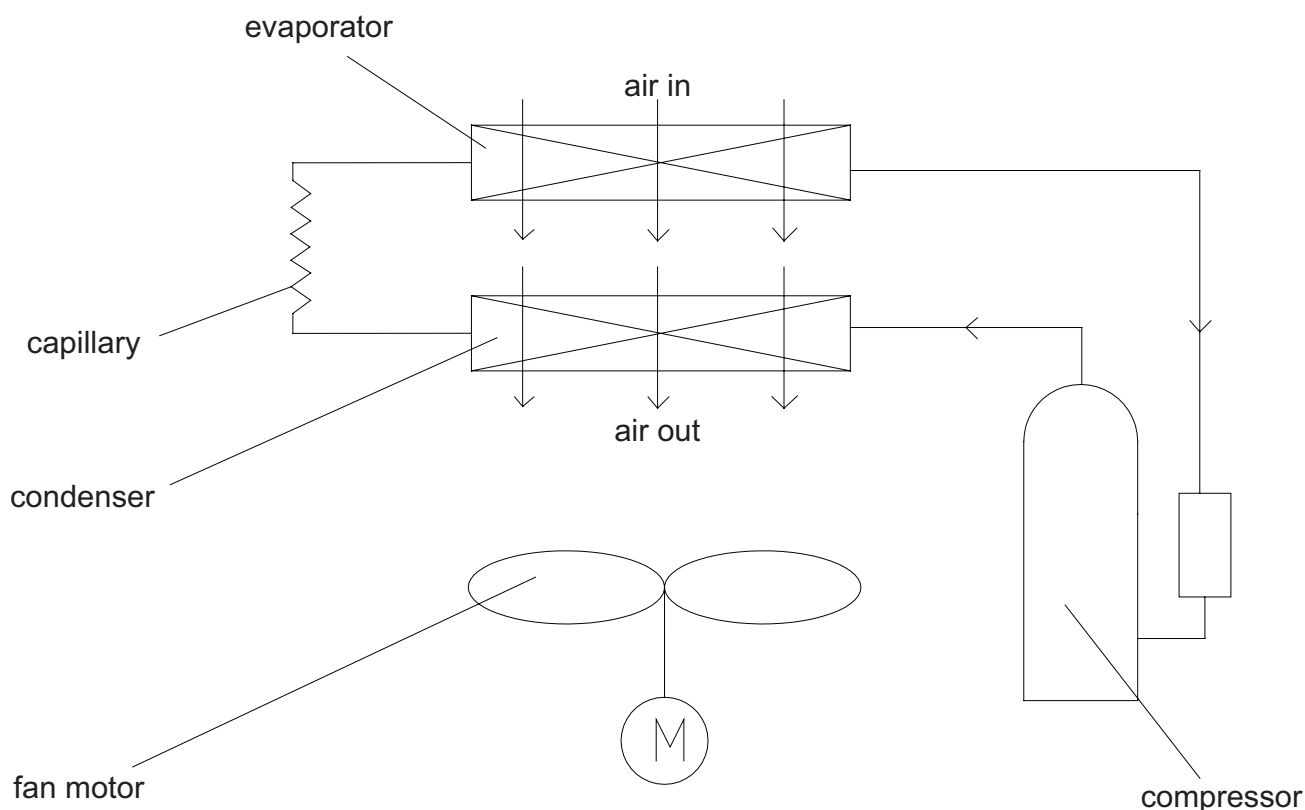 evaporator
air in
capillary
air out
condenser
M
fan motor
compressor